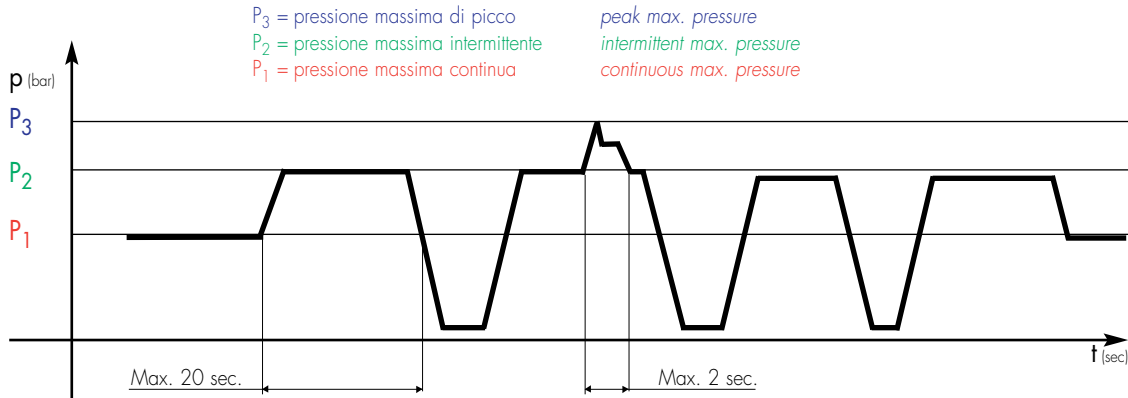 P3 = pressione massima di picco peak max. pressure
P2 = pressione massima intermittente intermittent max. pressure
P1 = pressione massima continua continuous max. pressure
p (bar)
P3
P2
P1
t (sec)
Max. 20 sec. Max. 2 sec.